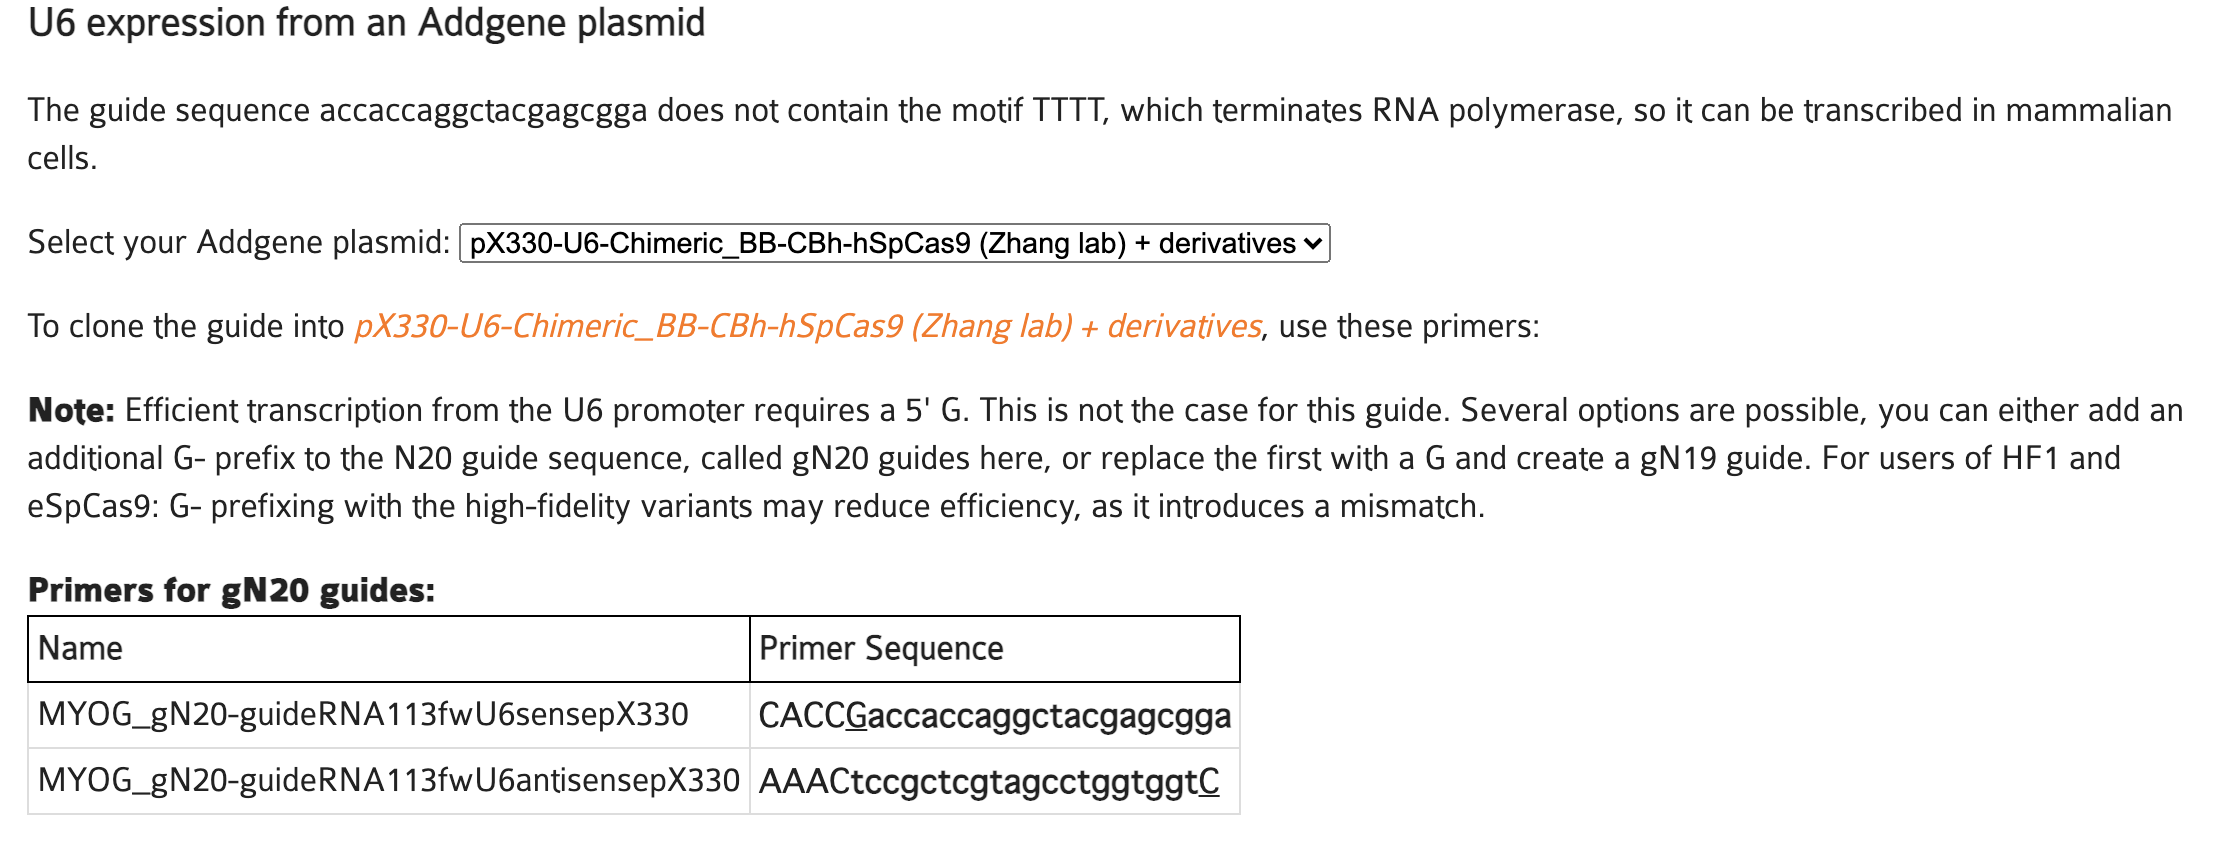 U6 expression from an Addgene plasmid
The guide sequence accaccaggctacgagcgga does not contain the motif TTTT, which terminates RNA polymerase, so it can be transcribed in mammalian
cells.
Select your Addgene plasmid: pX330-U6-Chimeric_BB-CBh-hSpCas9 (Zhang lab) + derivatives
To clone the guide into pX330-U6-Chimeric_BB-CBh-hSpCas9 (Zhang lab) + derivatives, use these primers:
Note: Efficient transcription from the U6 promoter requires a 5' G. This is not the case for this guide. Several options are possible, you can either add an
additional G- prefix to the N20 guide sequence, called gN20 guides here, or replace the first with a G and create a gN19 guide. For users of HF1 and
eSpCas9: G- prefixing with the high-fidelity variants may reduce efficiency, as it introduces a mismatch.
Primers for gN20 guides:
Name Primer Sequence
MYOG_gN20-guideRNA113fwU6sensepX330 CACCGaccaccaggctacgagcgga
MYOG_gN20-guideRNA113fwU6antisensepX330 AAACtccgctcgtagcctggtggtC